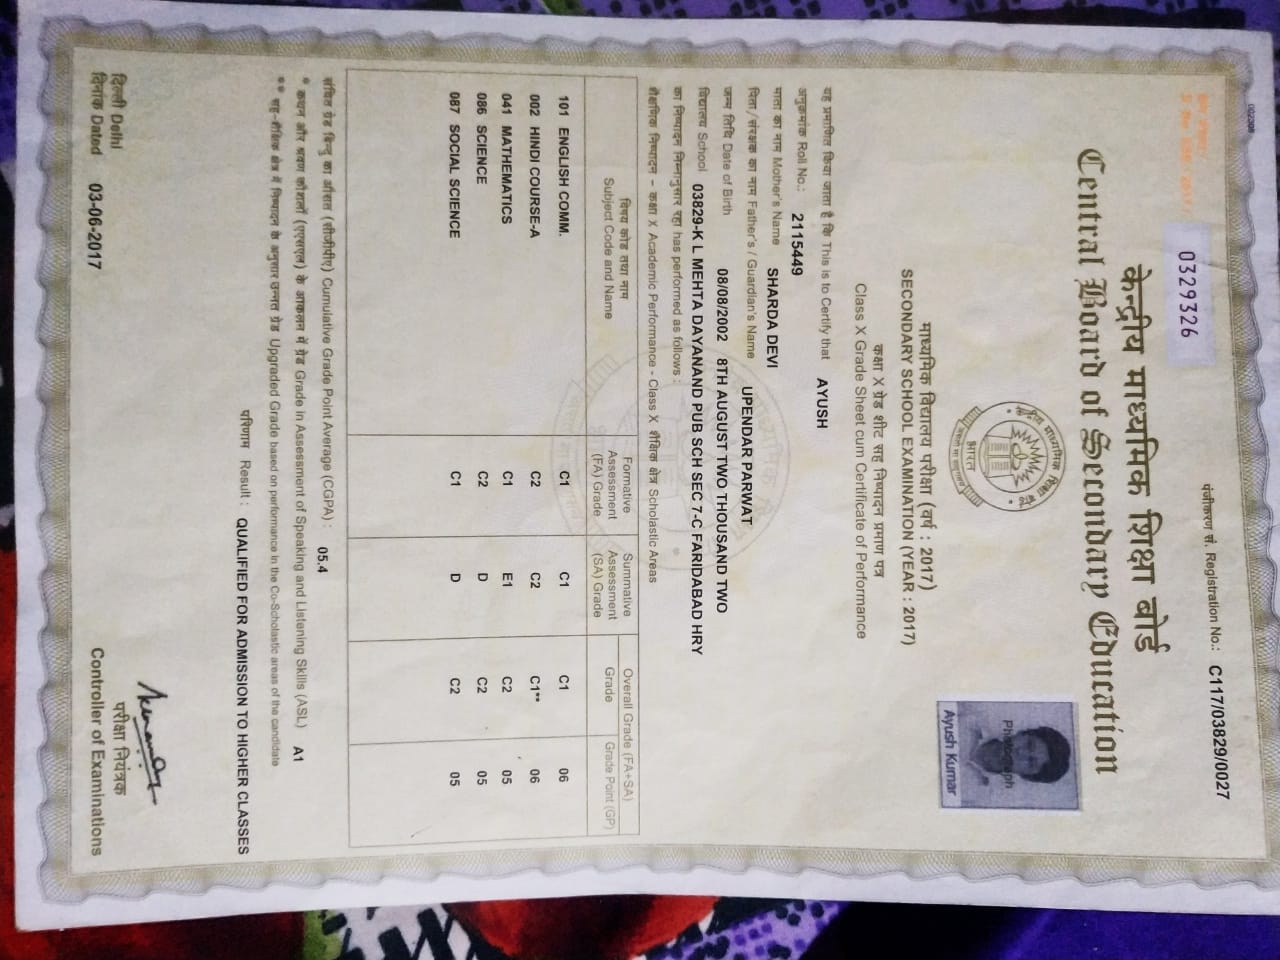 002308
0329326
पंजीकरण सं. Registration No.: C117/03829/0027
केन्द्रीय माध्यमिक शिक्षा बोर्ड
Central Board of Secondary Education
भारत
Photograph
Ayush Kumar
माध्यमिक विद्यालय परीक्षा (वर्ष : 2017)
SECONDARY SCHOOL EXAMINATION (YEAR : 2017)
कक्षा X ग्रेड शीट सह निष्पादन प्रमाण पत्र
Class X Grade Sheet cum Certificate of Performance
यह प्रमाणित किया जाता है कि This is to Certify that AYUSH
अनुक्रमांक Roll No.: 2115449
माता का नाम Mother's Name SHARDA DEVI
पिता/संरक्षक का नाम Father's / Guardian's Name UPENDAR PARWAT
जन्म तिथि Date of Birth 08/08/2002 8TH AUGUST TWO THOUSAND TWO
विद्यालय School 03829-K L MEHTA DAYANAND PUB SCH SEC 7-C FARIDABAD HRY
का निष्पादन निम्नानुसार रहा has performed as follows :
शैक्षणिक निष्पादन - कक्षा X Academic Performance - Class X शैक्षिक क्षेत्र Scholastic Areas
विषय कोड तथा नाम
Subject Code and Name
Formative Assessment (FA) Grade
Summative Assessment (SA) Grade
Overall Grade (FA+SA)
Grade
Grade Point (GP)
101 ENGLISH COMM. C1 C1 C1 06
002 HINDI COURSE-A C2 C2 C1** 06
041 MATHEMATICS C1 E1 C2 05
086 SCIENCE C2 D C2 05
087 SOCIAL SCIENCE C1 D C2 05
संचित ग्रेड बिन्दु का औसत (सीजीपीए) Cumulative Grade Point Average (CGPA) : 05.4
* कथन और श्रवण कौशलों (एएसएल) के आकलन में ग्रेड Grade in Assessment of Speaking and Listening Skills (ASL) A1
** सह-शैक्षिक क्षेत्र में निष्पादन के अनुसार उन्नत ग्रेड Upgraded Grade based on performance in the Co-Scholastic areas of the candidate
परिणाम Result : QUALIFIED FOR ADMISSION TO HIGHER CLASSES
दिल्ली Delhi
दिनांक Dated 03-06-2017
परीक्षा नियंत्रक
Controller of Examinations